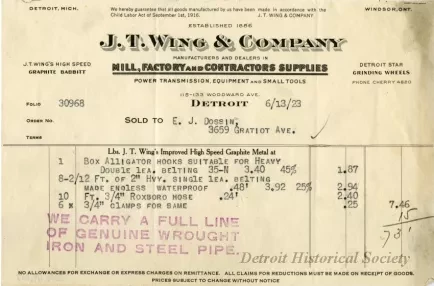 DETROIT, MICH.
We hereby guarantee that all goods manufactured by us have been made in accordance with the
Child Labor Act of September 1st, 1916. J. T. WING & COMPANY
WINDSOR, ONT.
ESTABLISHED 1886
J. T. WING & COMPANY
MANUFACTURERS AND DEALERS IN
MILL, FACTORY AND CONTRACTORS SUPPLIES
J.T. WING'S HIGH SPEED
GRAPHITE BABBITT
DETROIT STAR
GRINDING WHEELS
POWER TRANSMISSION, EQUIPMENT AND SMALL TOOLS
PHONE CHERRY 4850
115-133 WOODWARD AVE.
FOLIO 30968 DETROIT 6/13/23
ORDER NO. SOLD TO E. J. DOSSIN,
3659 GRATIOT AVE.
TERMS
Lbs. J. T. Wing's Improved High Speed Graphite Metal at
1 BOX ALLIGATOR HOOKS SUITABLE FOR HEAVY
DOUBLE LEA. BELTING 35-N 3.40 45% 1.87
8-2/12 FT. OF 2" HVY. SINGLE LEA. BELTING
MADE ENDLESS WATERPROOF .48' 3.92 25% 2.94
10 FT. 3/4" ROXBORO HOSE .24' 2.40
6 3/4" CLAMPS FOR SAME .25 7.46
15
731
WE CARRY A FULL LINE
OF GENUINE WROUGHT
IRON AND STEEL PIPE.
Detroit Historical Society
NO ALLOWANCES FOR EXCHANGE OR EXPRESS CHARGES ON REMITTANCE. ALL CLAIMS FOR REDUCTIONS MUST BE MADE ON RECEIPT OF GOODS.
PRICES SUBJECT TO CHANGE WITHOUT NOTICE